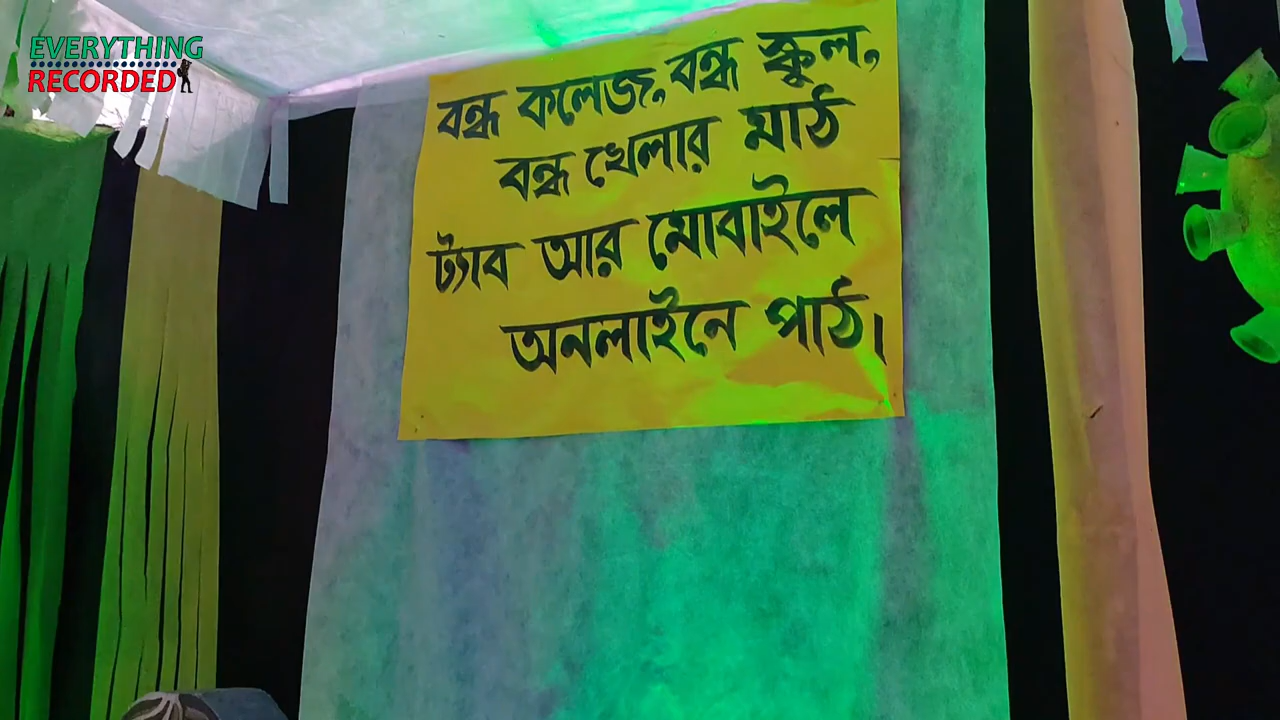 EVERYTHING
RECORDED
বন্ধ কলেজ, বন্ধ স্কুল,
বন্ধ খেলার মাঠ
ট্যাব আর মোবাইলে
অনলাইনে পাঠ।